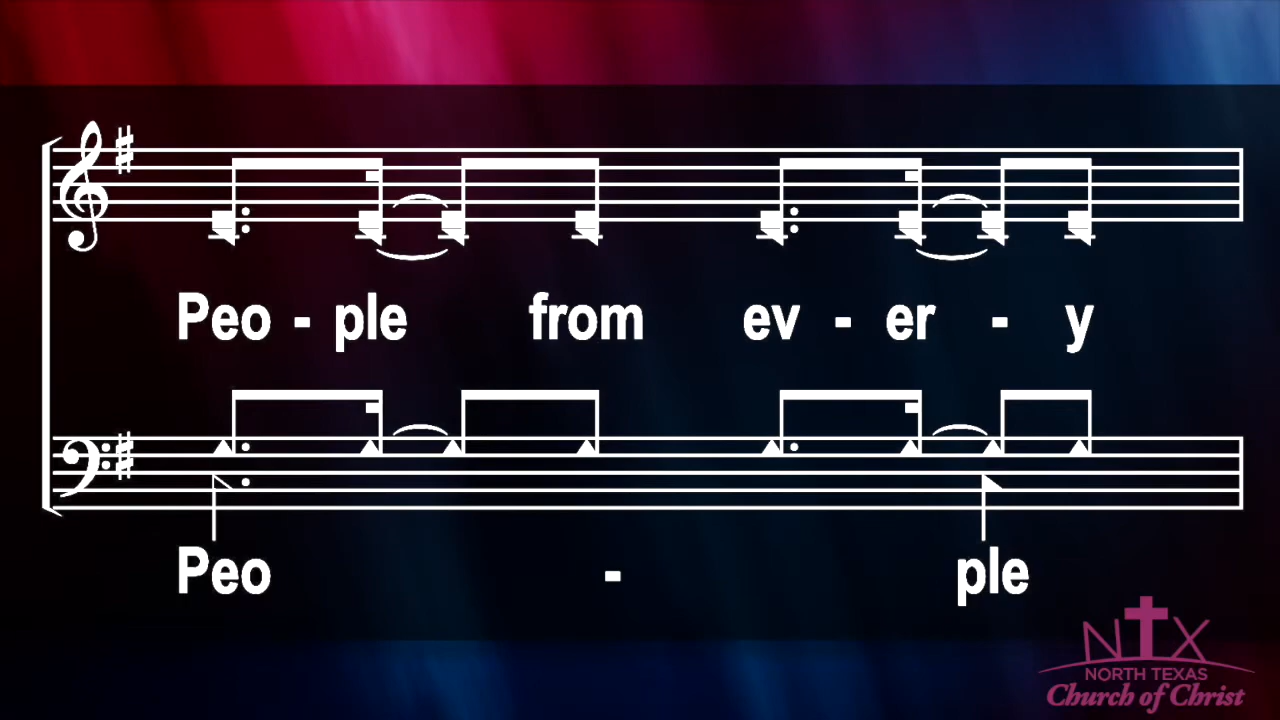 Peo - ple from ev - er - y
Peo - ple
NTX
NORTH TEXAS
Church of Christ